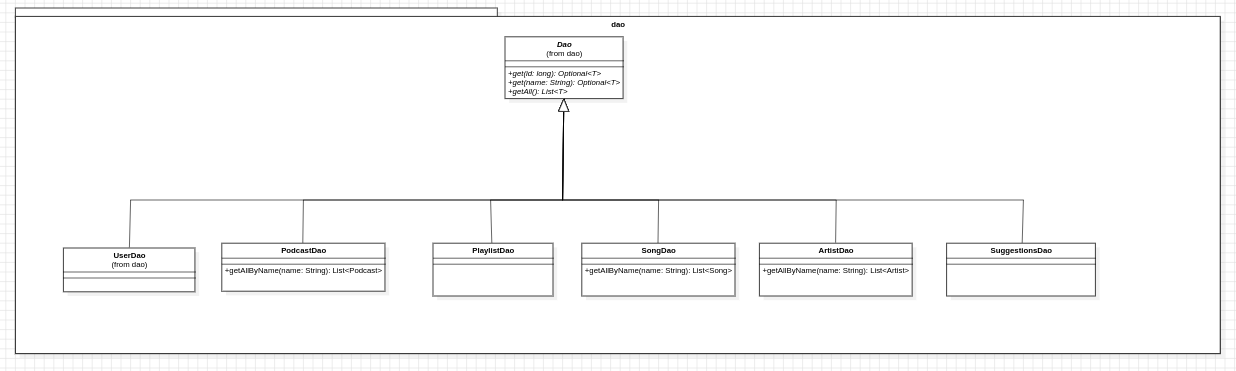 dao
Dao
(from dao)
+get(id: long): Optional<T>
+get(name: String): Optional<T>
+getAll(): List<T>
UserDao
(from dao)
PodcastDao
+getAllByName(name: String): List<Podcast>
PlaylistDao
SongDao
+getAllByName(name: String): List<Song>
ArtistDao
+getAllByName(name: String): List<Artist>
SuggestionsDao